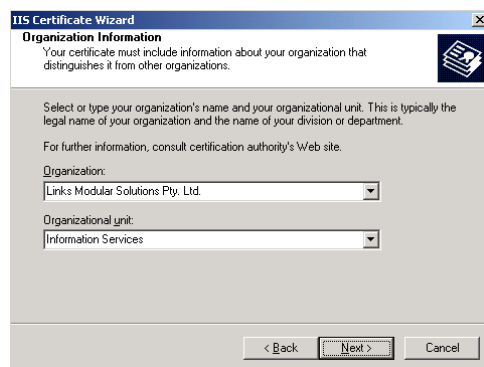 IIS Certificate Wizard
Organization Information
Your certificate must include information about your organization that
distinguishes it from other organizations.
Select or type your organization's name and your organizational unit. This is typically the
legal name of your organization and the name of your division or department.
For further information, consult certification authority's Web site.
Organization:
Links Modular Solutions Pty. Ltd.
Organizational unit:
Information Services
< Back Next > Cancel